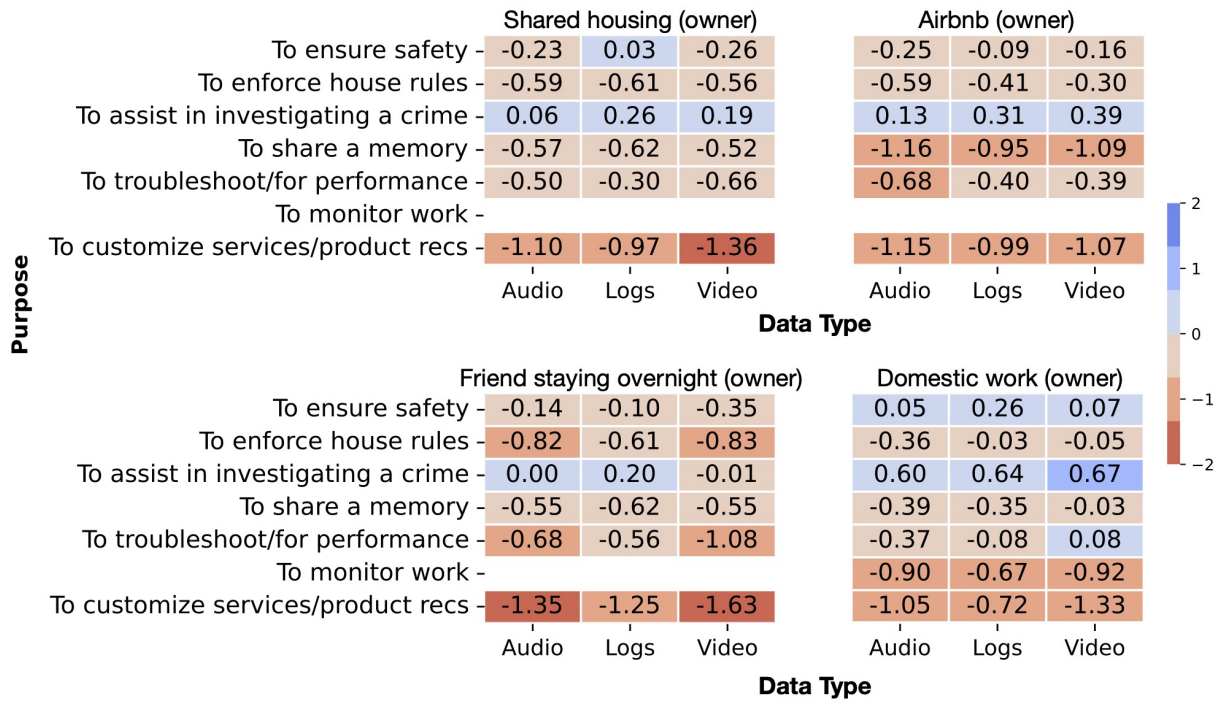 Shared housing (owner) Airbnb (owner)
To ensure safety -0.23 0.03 -0.26 -0.25 -0.09 -0.16
To enforce house rules -0.59 -0.61 -0.56 -0.59 -0.41 -0.30
To assist in investigating a crime 0.06 0.26 0.19 0.13 0.31 0.39
To share a memory -0.57 -0.62 -0.52 -1.16 -0.95 -1.09
To troubleshoot/for performance -0.50 -0.30 -0.66 -0.68 -0.40 -0.39
To monitor work
To customize services/product recs -1.10 -0.97 -1.36 -1.15 -0.99 -1.07
Audio Logs Video Audio Logs Video
Data Type
Purpose
2
1
0
-1
-2
Friend staying overnight (owner) Domestic work (owner)
To ensure safety -0.14 -0.10 -0.35 0.05 0.26 0.07
To enforce house rules -0.82 -0.61 -0.83 -0.36 -0.03 -0.05
To assist in investigating a crime 0.00 0.20 -0.01 0.60 0.64 0.67
To share a memory -0.55 -0.62 -0.55 -0.39 -0.35 -0.03
To troubleshoot/for performance -0.68 -0.56 -1.08 -0.37 -0.08 0.08
To monitor work -0.90 -0.67 -0.92
To customize services/product recs -1.35 -1.25 -1.63 -1.05 -0.72 -1.33
Audio Logs Video Audio Logs Video
Data Type